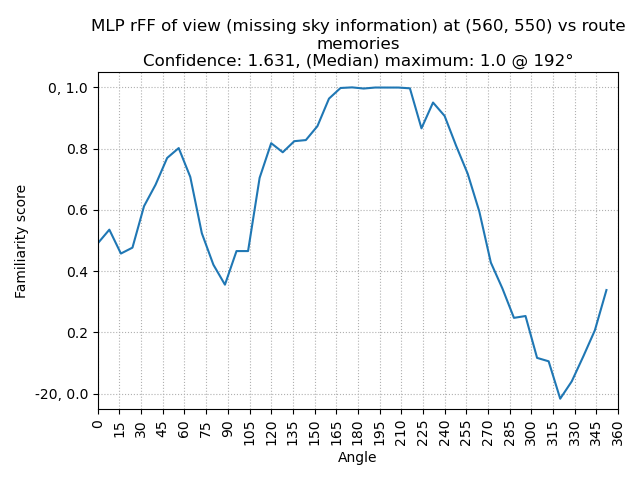 MLP rFF of view (missing sky information) at (560, 550) vs route
memories
Confidence: 1.631, (Median) maximum: 1.0 @ 192°
0, 1.0
0.8
0.6
0.4
0.2
-20, 0.0
Familiarity score
0 15 30 45 60 75 90 105 120 135 150 165 180 195 210 225 240 255 270 285 300 315 330 345 360
Angle